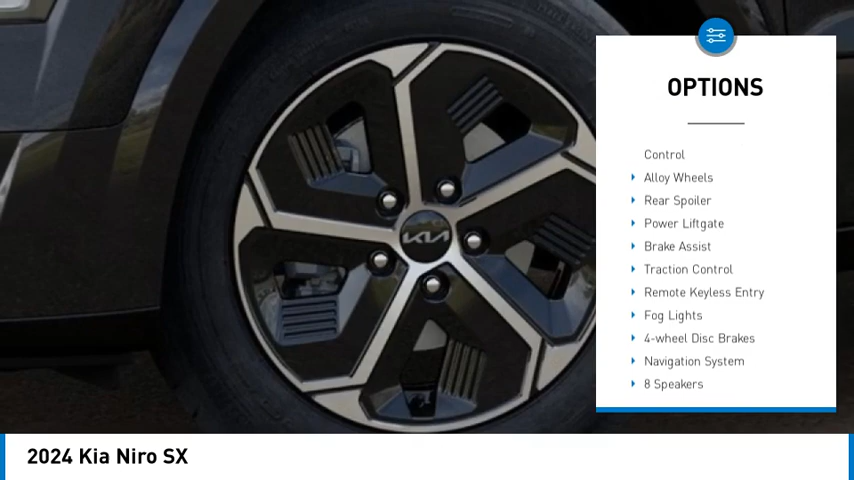 OPTIONS
Control
Alloy Wheels
Rear Spoiler
Power Liftgate
Brake Assist
Traction Control
Remote Keyless Entry
Fog Lights
4-wheel Disc Brakes
Navigation System
8 Speakers
KIA
2024 Kia Niro SX